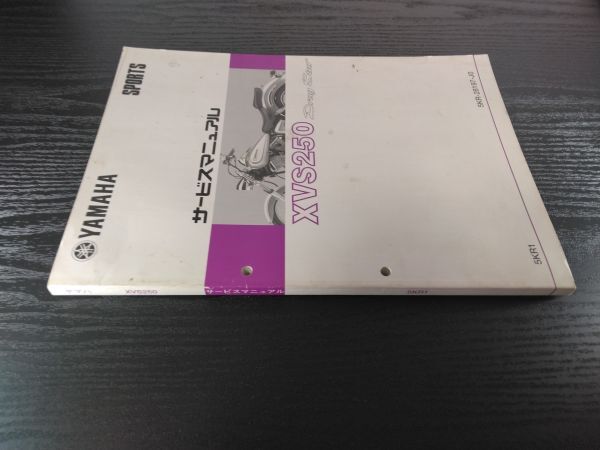 YAMAHA
SPORTS
サービスマニュアル
XVS250 Drag Star
5KR1
5KR-28197-J0
ヤマハ
XVS250
サービスマニュアル
5KR1